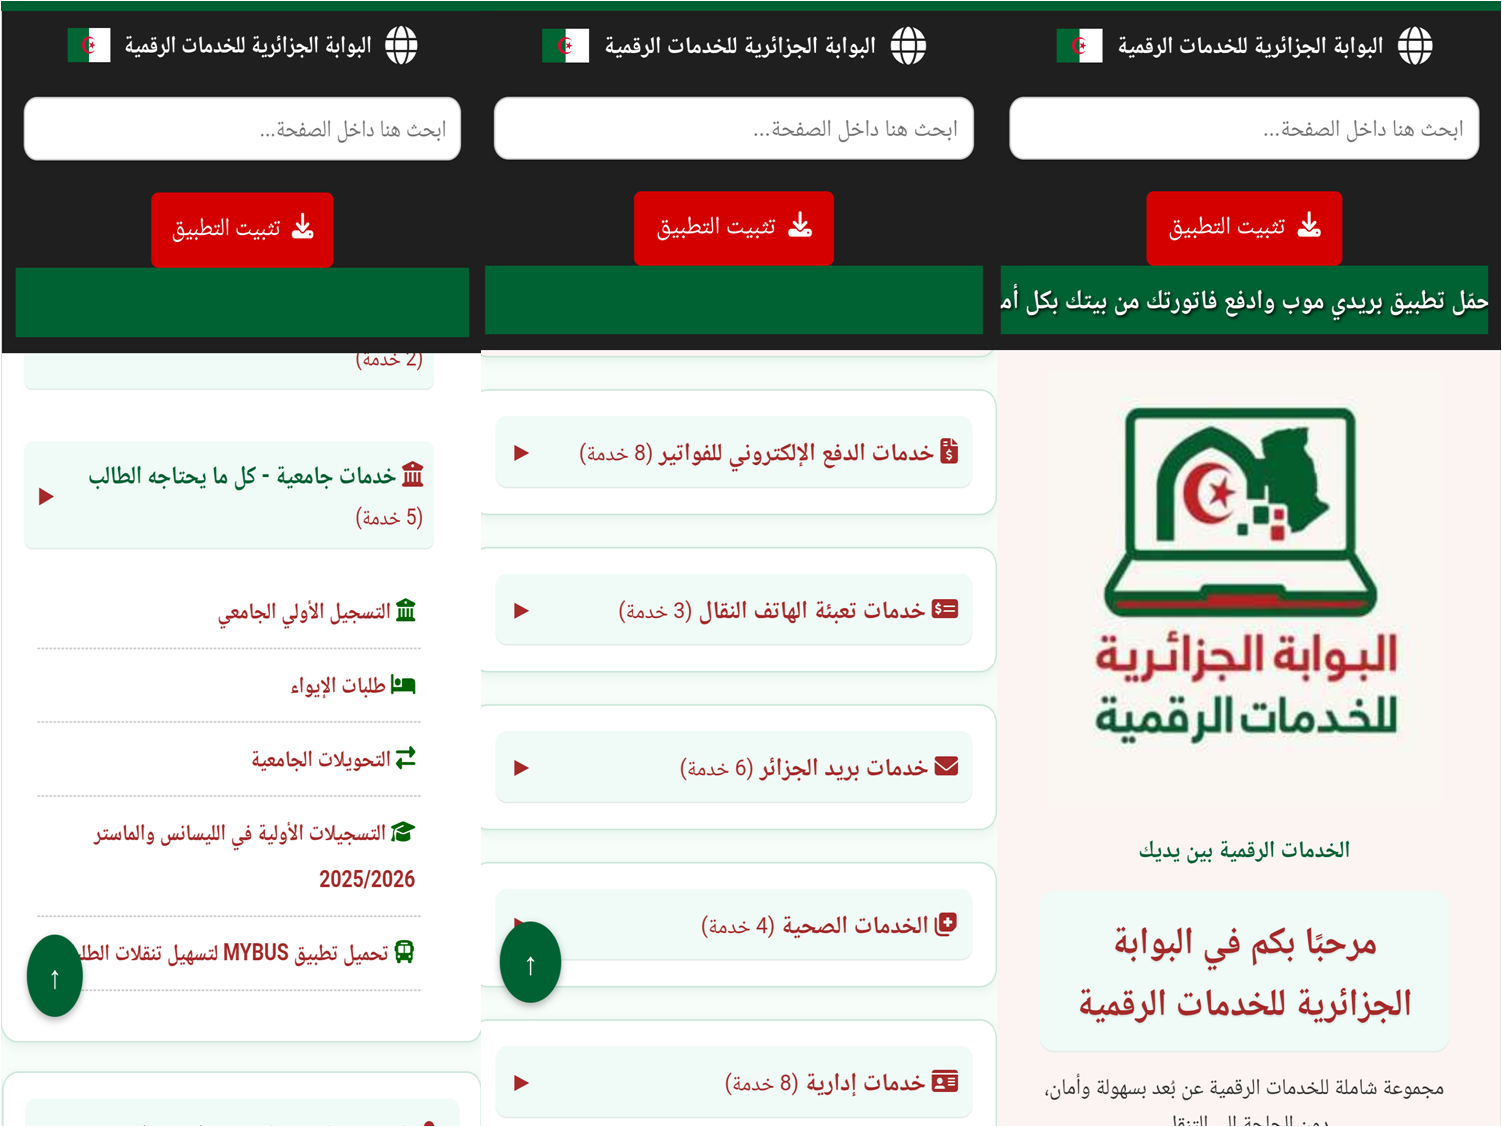 البوابة الجزائرية للخدمات الرقمية
ابحث هنا داخل الصفحة...
تثبيت التطبيق
حمّل تطبيق بريدي موب وادفع فاتورتك من بيتك بكل
البوابة الجزائرية
للخدمات الرقمية
الخدمات الرقمية بين يديك
مرحبًا بكم في البوابة
الجزائرية للخدمات الرقمية
مجموعة شاملة للخدمات الرقمية عن بُعد بسهولة وأمان،
البوابة الجزائرية للخدمات الرقمية
ابحث هنا داخل الصفحة...
تثبيت التطبيق
خدمات الدفع الإلكتروني للفواتير (8 خدمة)
خدمات تعبئة الهاتف النقال (3 خدمة)
خدمات بريد الجزائر (6 خدمة)
الخدمات الصحية (4 خدمة)
↑
خدمات إدارية (8 خدمة)
البوابة الجزائرية للخدمات الرقمية
ابحث هنا داخل الصفحة...
تثبيت التطبيق
(2 خدمة)
خدمات جامعية - كل ما يحتاجه الطالب
(5 خدمة)
التسجيل الأولي الجامعي
طلبات الإيواء
التحويلات الجامعية
التسجيلات الأولية في الليسانس والماستر
2025/2026
تحميل تطبيق MYBUS لتسهيل تنقلات
↑